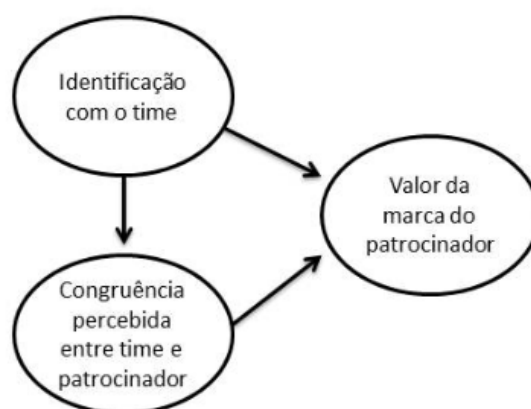 Identificação
com o time
Valor da
marca do
patrocinador
Congruência
percebida
entre time e
patrocinador